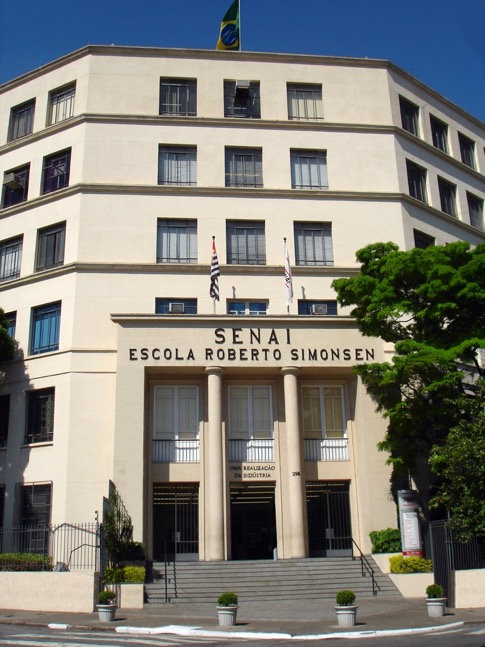 SENAI
ESCOLA ROBERTO SIMONSEN
UMA REALIZAÇÃO
DA INDÚSTRIA